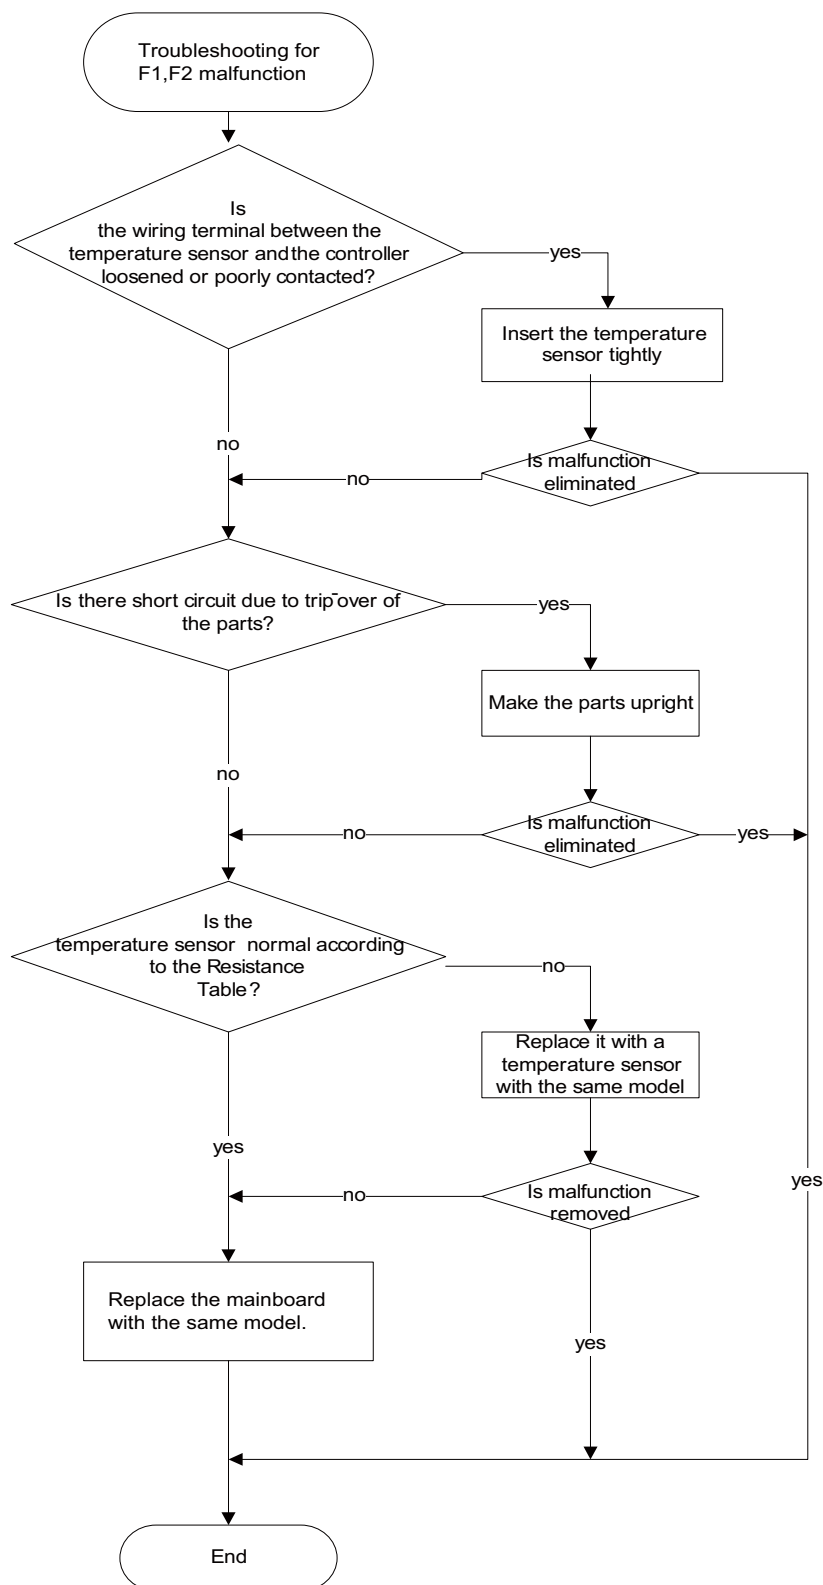 Troubleshooting for
F1,F2 malfunction
Is
the wiring terminal between the
temperature sensor and the controller
loosened or poorly contacted?
yes
Insert the temperature
sensor tightly
no
Is malfunction
eliminated
no
Is there short circuit due to trip-over of
the parts?
yes
Make the parts upright
no
Is malfunction
eliminated
no
yes
Is the
temperature sensor normal according
to the Resistance
Table?
no
Replace it with a
temperature sensor
with the same model
yes
Is malfunction
removed
no
yes
Replace the mainboard
with the same model.
yes
End